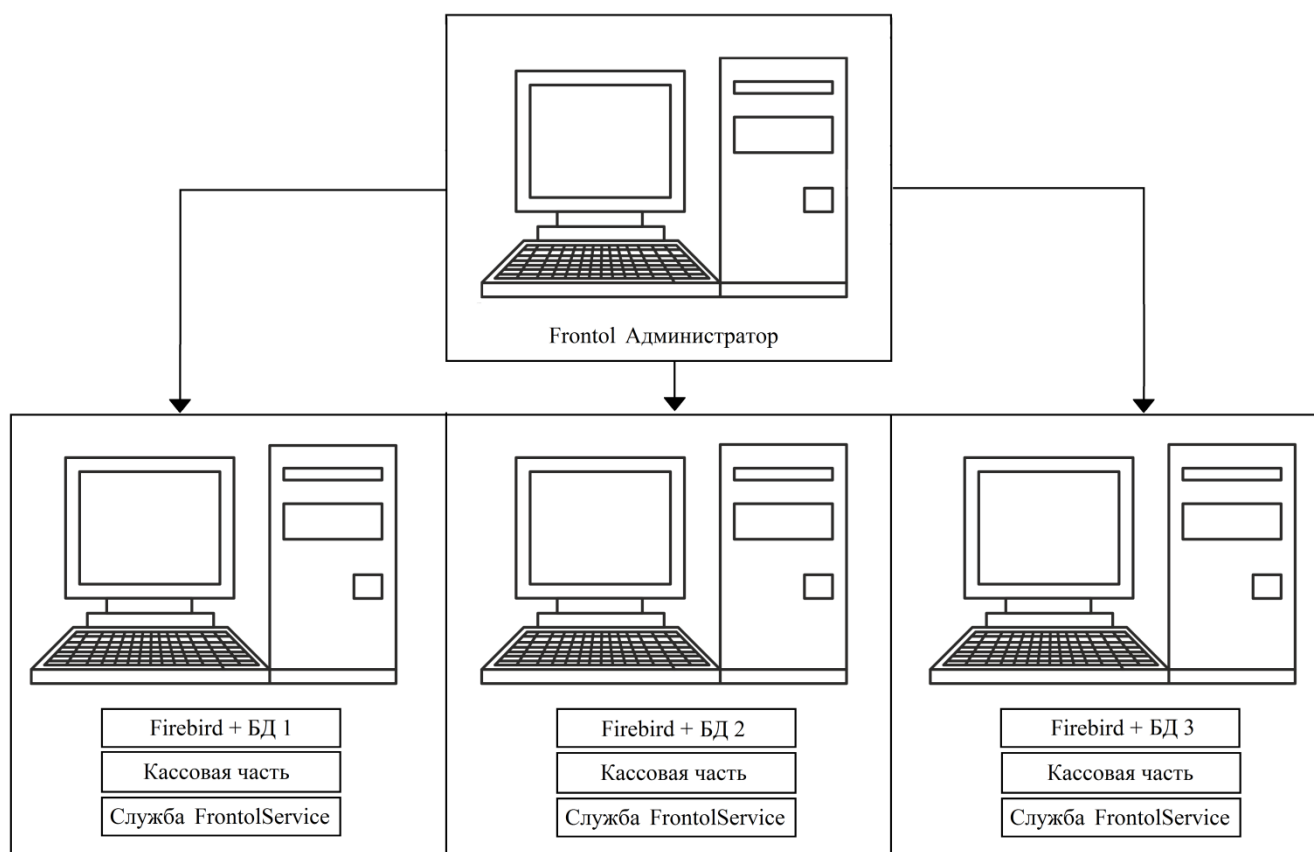 Frontol Администратор
Firebird + БД 1
Кассовая часть
Служба FrontolService
Firebird + БД 2
Кассовая часть
Служба FrontolService
Firebird + БД 3
Кассовая часть
Служба FrontolService